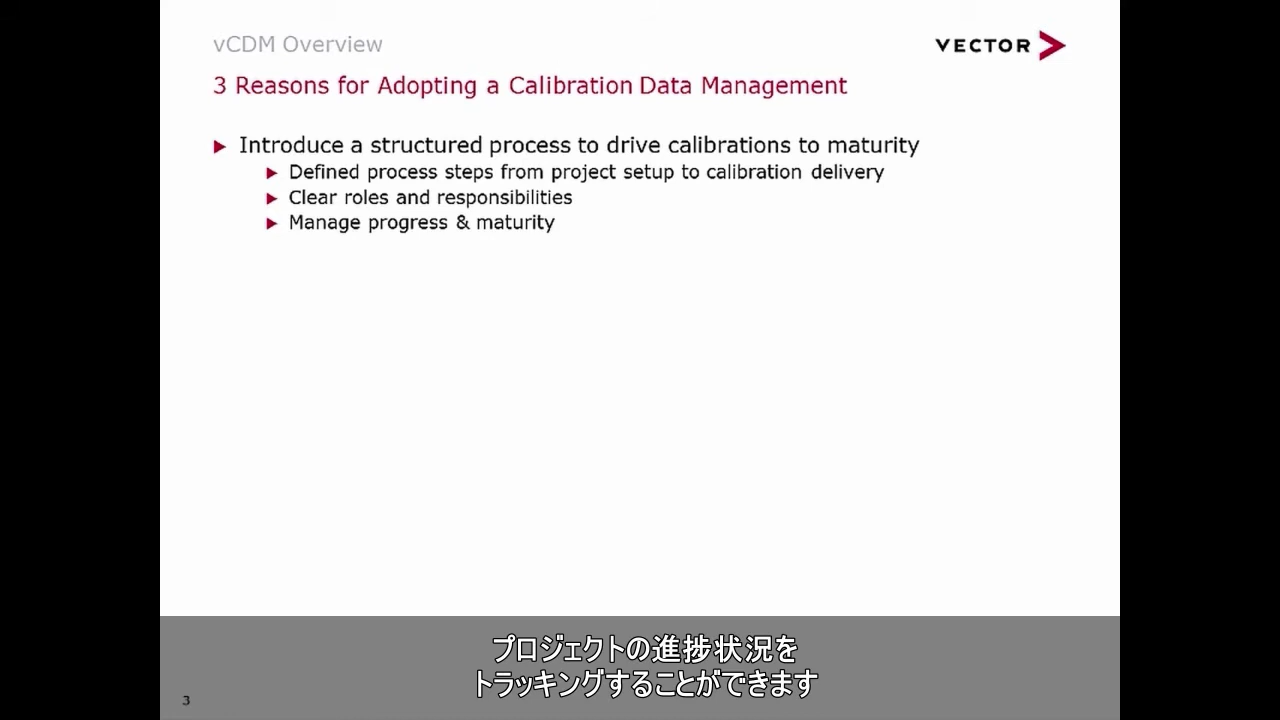 vCDM Overview
VECTOR
3 Reasons for Adopting a Calibration Data Management
Introduce a structured process to drive calibrations to maturity
Defined process steps from project setup to calibration delivery
Clear roles and responsibilities
Manage progress & maturity
プロジェクトの進捗状況を
トラッキングすることができます
3